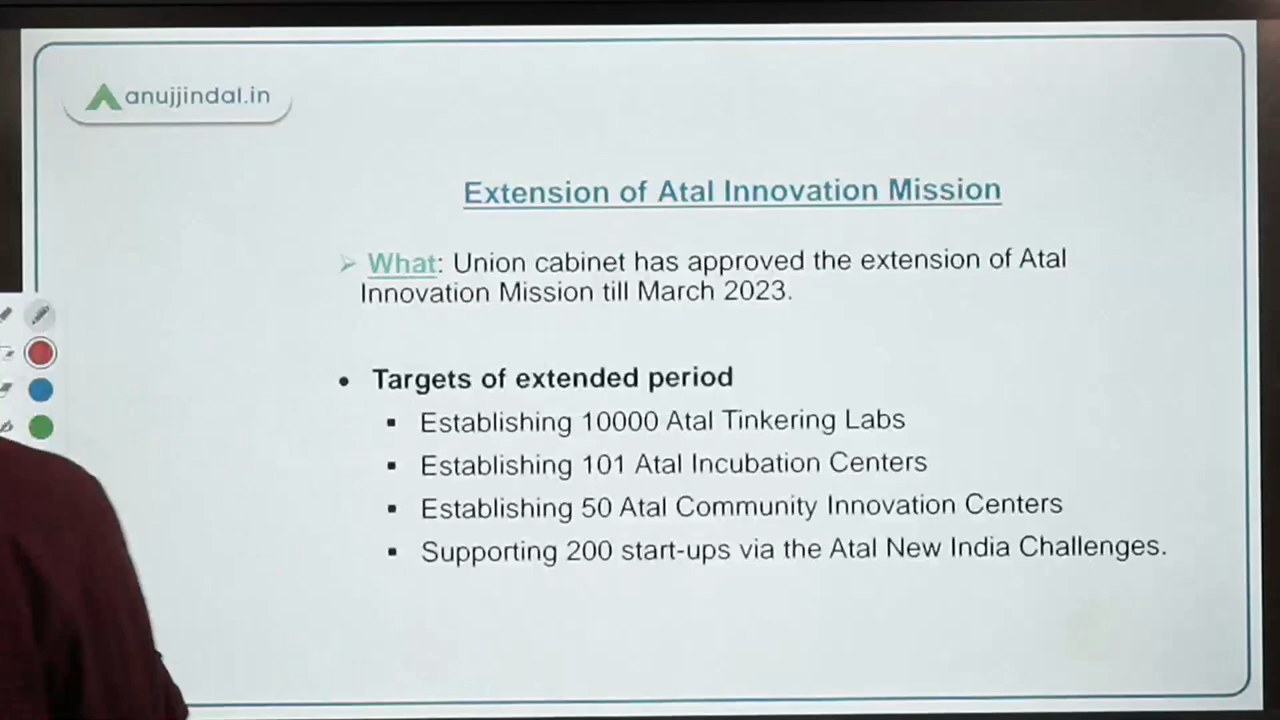 anujjindal.in
Extension of Atal Innovation Mission
➢ What: Union cabinet has approved the extension of Atal
Innovation Mission till March 2023.
• Targets of extended period
▪ Establishing 10000 Atal Tinkering Labs
▪ Establishing 101 Atal Incubation Centers
▪ Establishing 50 Atal Community Innovation Centers
▪ Supporting 200 start-ups via the Atal New India Challenges.